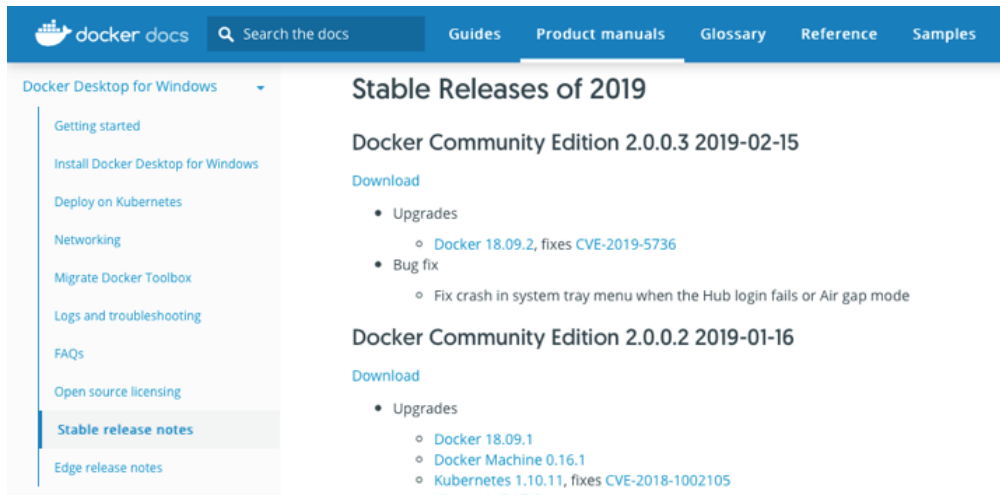 docker docs
Search the docs
Guides
Product manuals
Glossary
Reference
Samples
Docker Desktop for Windows
Getting started
Install Docker Desktop for Windows
Deploy on Kubernetes
Networking
Migrate Docker Toolbox
Logs and troubleshooting
FAQs
Open source licensing
Stable release notes
Edge release notes
Stable Releases of 2019
Docker Community Edition 2.0.0.3 2019-02-15
Download
Upgrades
Docker 18.09.2, fixes CVE-2019-5736
Bug fix
Fix crash in system tray menu when the Hub login fails or Air gap mode
Docker Community Edition 2.0.0.2 2019-01-16
Download
Upgrades
Docker 18.09.1
Docker Machine 0.16.1
Kubernetes 1.10.11, fixes CVE-2018-1002105